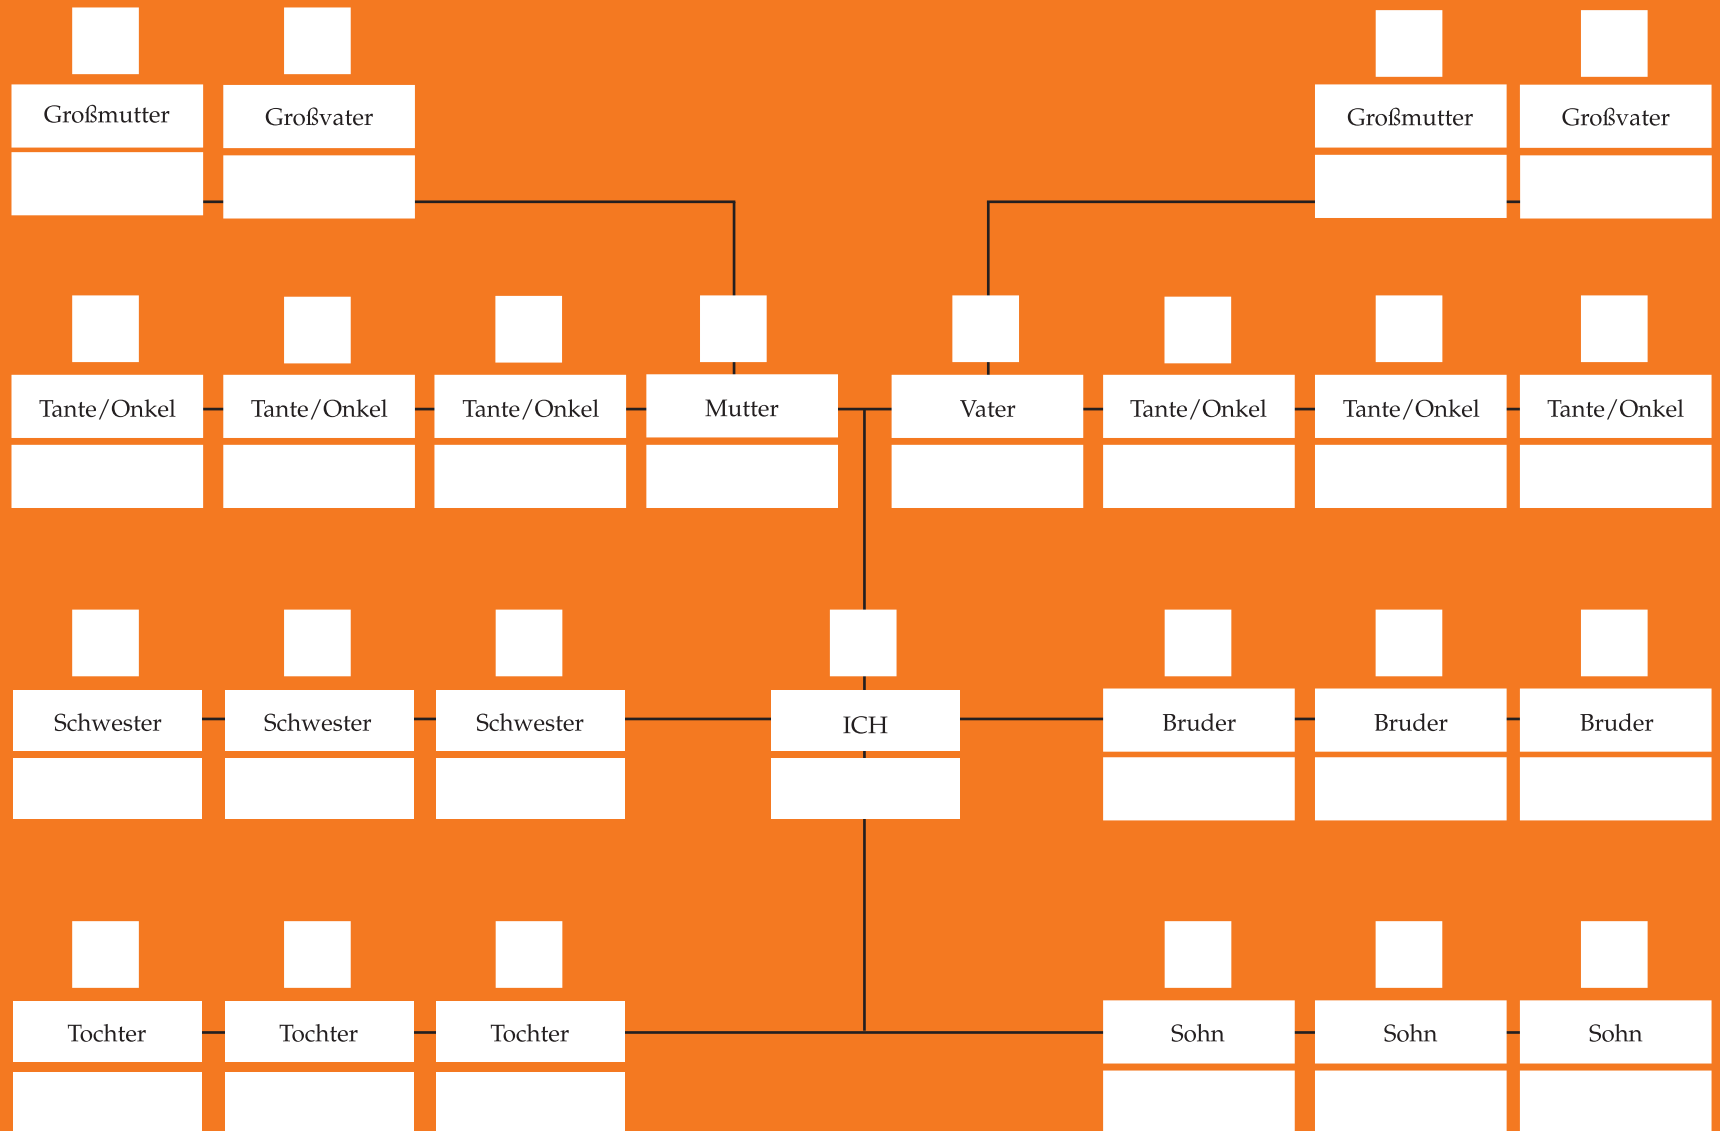 Großmutter
Großvater
Großmutter
Großvater
Tante/Onkel
Tante/Onkel
Tante/Onkel
Mutter
Vater
Tante/Onkel
Tante/Onkel
Tante/Onkel
Schwester
Schwester
Schwester
ICH
Bruder
Bruder
Bruder
Tochter
Tochter
Tochter
Sohn
Sohn
Sohn